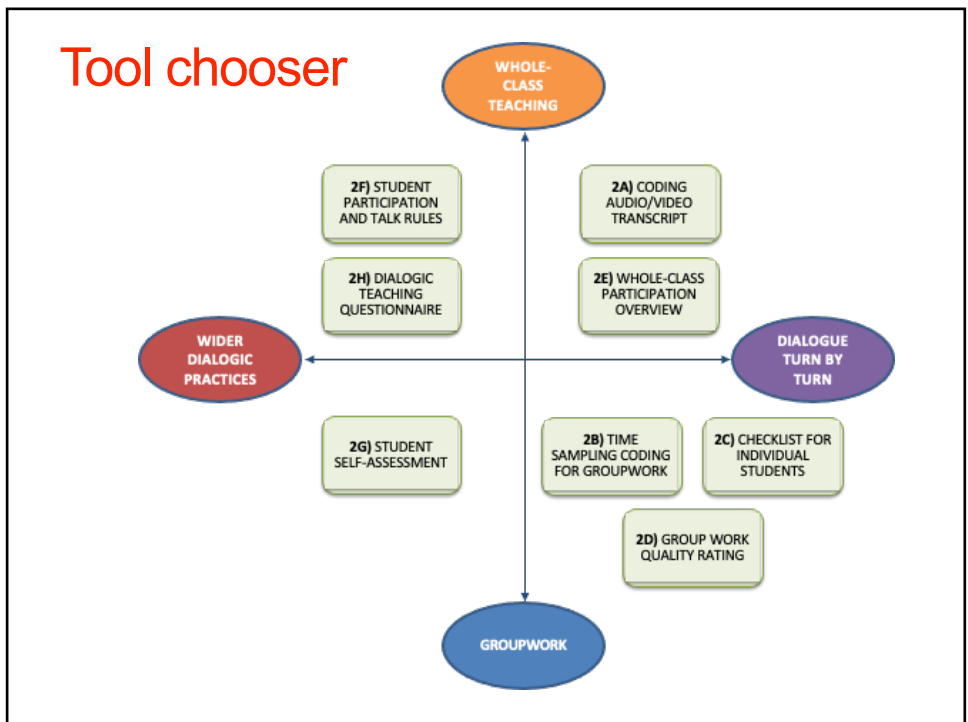 Tool chooser
WHOLE-
CLASS
TEACHING
2F) STUDENT
PARTICIPATION
AND TALK RULES
2A) CODING
AUDIO/VIDEO
TRANSCRIPT
2H) DIALOGIC
TEACHING
QUESTIONNAIRE
2E) WHOLE-CLASS
PARTICIPATION
OVERVIEW
WIDER
DIALOGIC
PRACTICES
DIALOGUE
TURN BY
TURN
2G) STUDENT
SELF-ASSESSMENT
2B) TIME
SAMPLING CODING
FOR GROUPWORK
2C) CHECKLIST FOR
INDIVIDUAL
STUDENTS
2D) GROUP WORK
QUALITY RATING
GROUPWORK